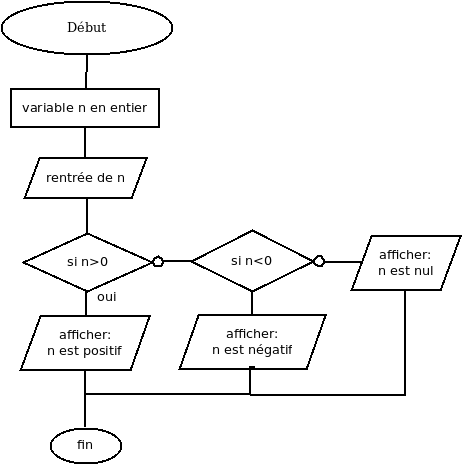 Début
variable n en entier
rentrée de n
si n>0
si n<0
afficher:
n est nul
oui
afficher:
n est positif
afficher:
n est négatif
fin